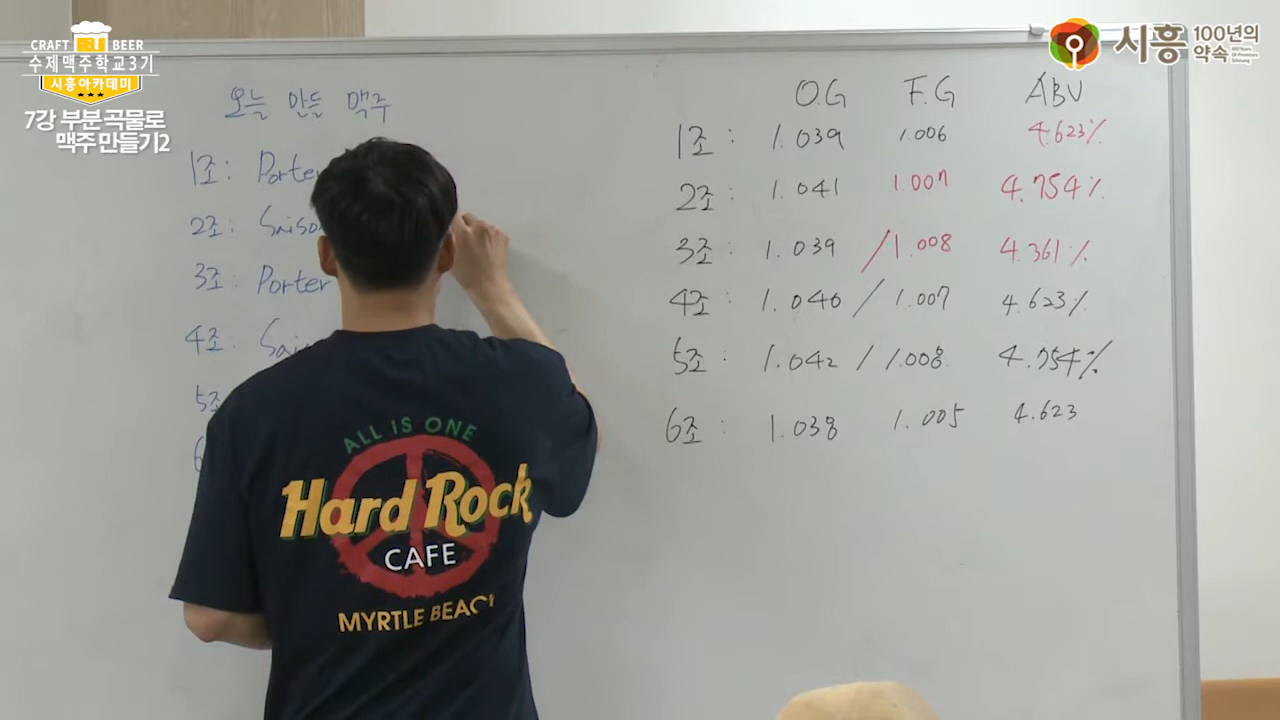 CRAFT BEER
수제맥주학교3기
시흥아카데미
7강 부분 곡물로
맥주 만들기2
시흥 100년의 약속
오늘 만들 맥주
1조: Porter
2조: Saiso
3조: Porter
4조: Sai
5조
6
O.G F.G ABV
1조: 1.039 1.006 4.623%
2조: 1.041 1.007 4.754%
3조: 1.039 / 1.008 4.361%
4조: 1.040 / 1.007 4.623%
5조: 1.042 / 1.008 4.754%
6조: 1.038 1.005 4.623
ALL IS ONE
Hard Rock
CAFE
MYRTLE BEACH